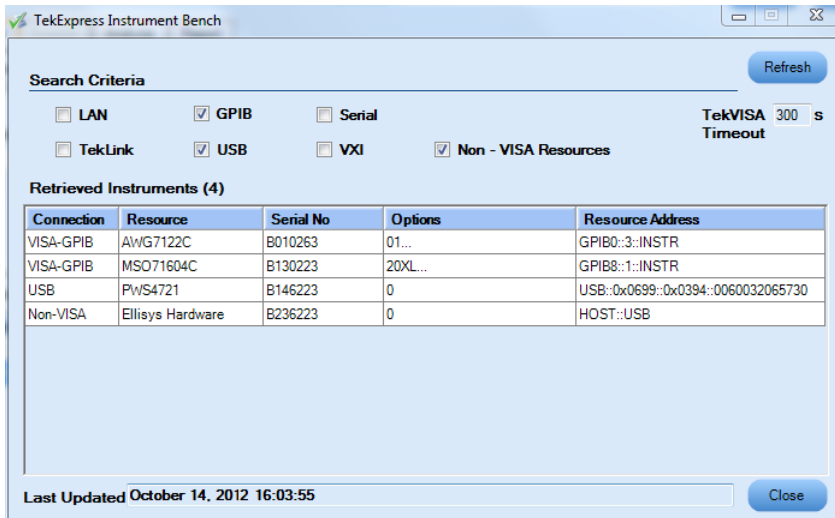 TekExpress Instrument Bench
Refresh
Search Criteria
LAN GPIB Serial TekVISA 300 s
Timeout
TekLink USB VXI Non - VISA Resources
Retrieved Instruments (4)
Connection Resource Serial No Options Resource Address
VISA-GPIB AWG7122C B010263 01... GPIB0::3::INSTR
VISA-GPIB MSO71604C B130223 20XL... GPIB8::1::INSTR
USB PWS4721 B146223 0 USB::0x0699::0x0394::0060032065730
Non-VISA Ellisys Hardware B236223 0 HOST::USB
Last Updated October 14, 2012 16:03:55 Close